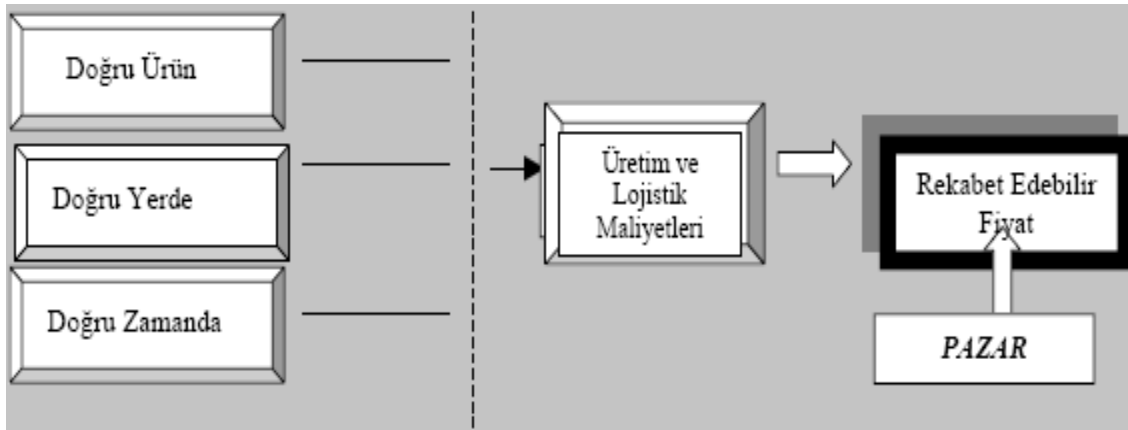 Doğru Ürün
Doğru Yerde
Doğru Zamanda
Üretim ve
Lojistik
Maliyetleri
Rekabet Edebilir
Fiyat
PAZAR